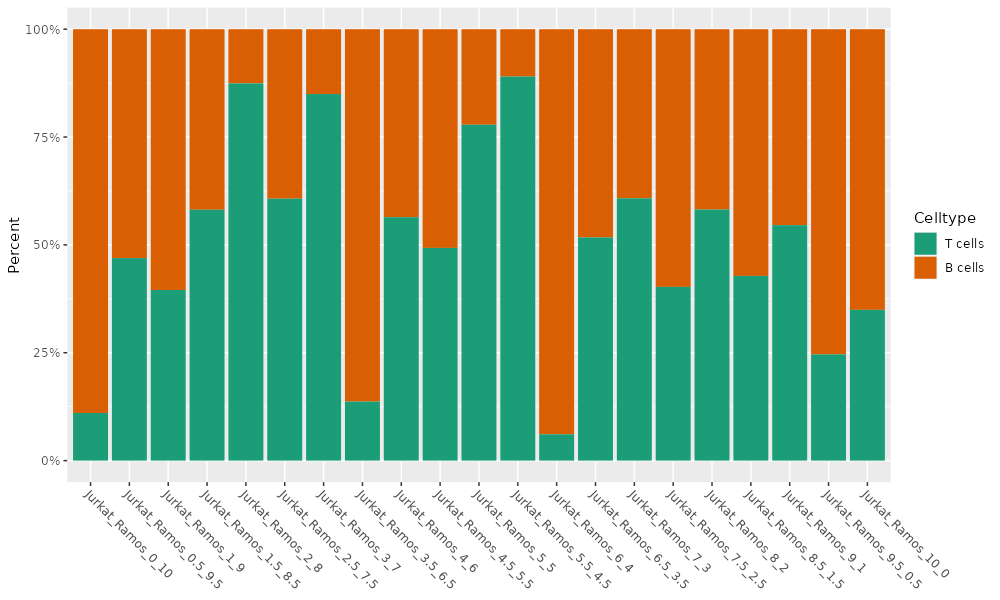 100%
75%
50%
25%
0%
Percent
Jurkat_Ramos_0_10
Jurkat_Ramos_0.5_9.5
Jurkat_Ramos_1_9
Jurkat_Ramos_1.5_8.5
Jurkat_Ramos_2_8
Jurkat_Ramos_2.5_7.5
Jurkat_Ramos_3_7
Jurkat_Ramos_3.5_6.5
Jurkat_Ramos_4_6
Jurkat_Ramos_4.5_5.5
Jurkat_Ramos_5_5
Jurkat_Ramos_5.5_4.5
Jurkat_Ramos_6_4
Jurkat_Ramos_6.5_3.5
Jurkat_Ramos_7_3
Jurkat_Ramos_7.5_2.5
Jurkat_Ramos_8_2
Jurkat_Ramos_8.5_1.5
Jurkat_Ramos_9_1
Jurkat_Ramos_9.5_0.5
Jurkat_Ramos_10_0
Celltype
T cells
B cells